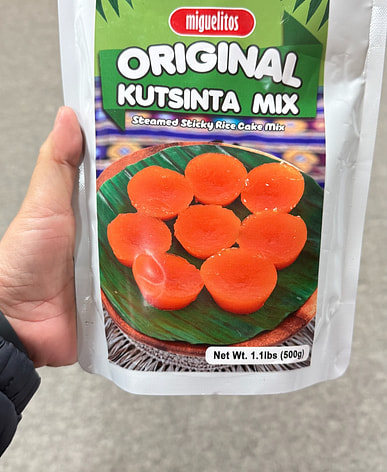 miguelitos
ORIGINAL
KUTSINTA MIX
Steamed Sticky Rice Cake Mix
Net Wt. 1.1lbs (500g)